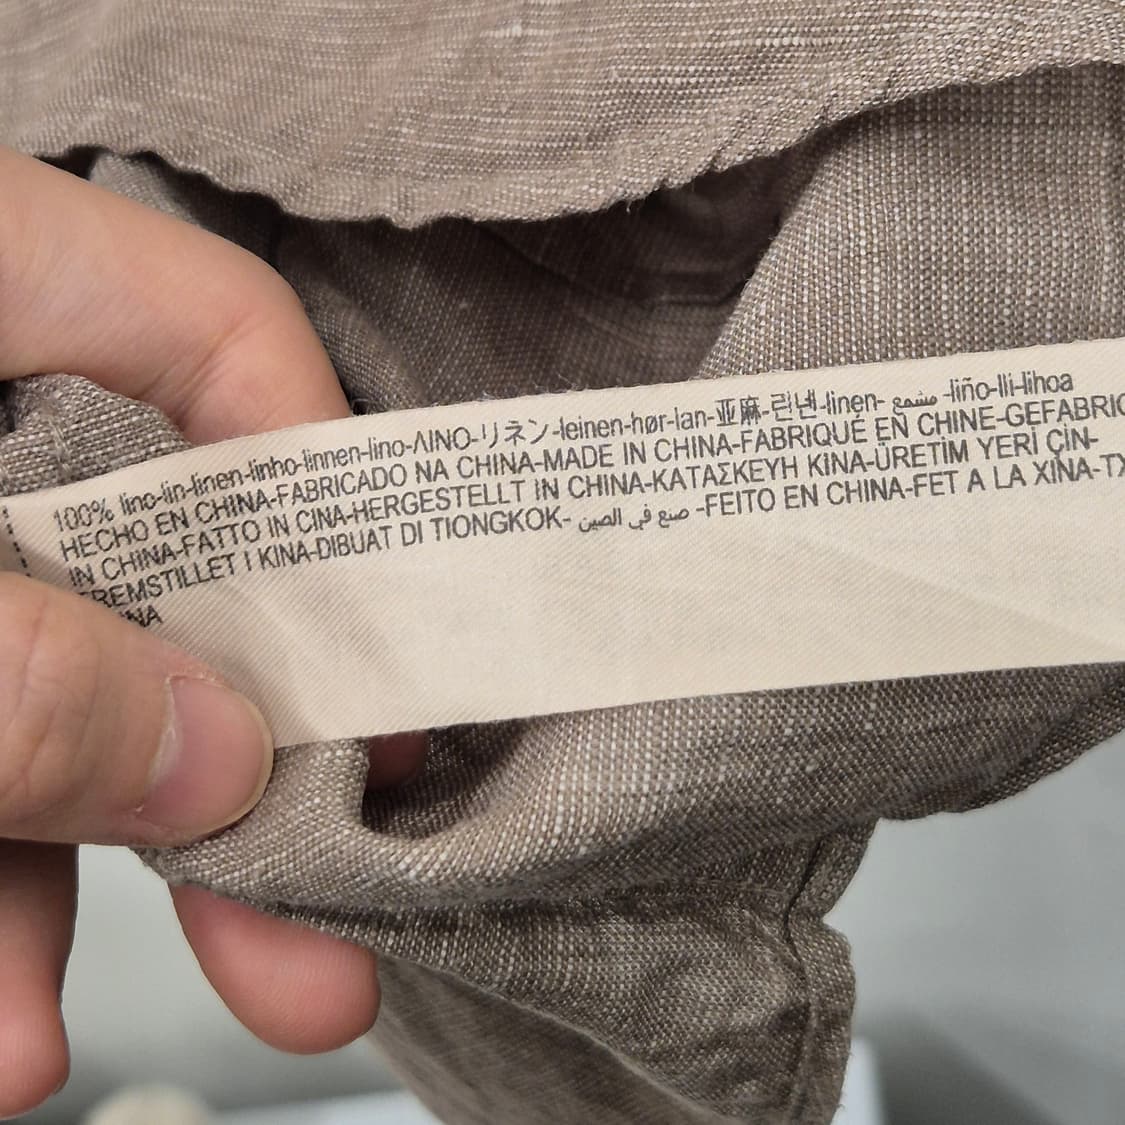 100% lino-lin-linen-linho-linnen-lino-ΛΙΝΟ-リネン-leinen-hør-lan-亚麻-린넨-linen- مشمع -liño-lli-lihoa
HECHO EN CHINA-FABRICADO NA CHINA-MADE IN CHINA-FABRIQUÉ EN CHINE-GEFABRIC
IN CHINA-FATTO IN CINA-HERGESTELLT IN CHINA-ΚΑΤΑΣΚΕΥΗ ΚΙΝΑ-ÜRETİM YERİ ÇİN-
FREMSTILLET I KINA-DIBUAT DI TIONGKOK- صنع في الصين -FEITO EN CHINA-FET A LA XINA-TX
NA